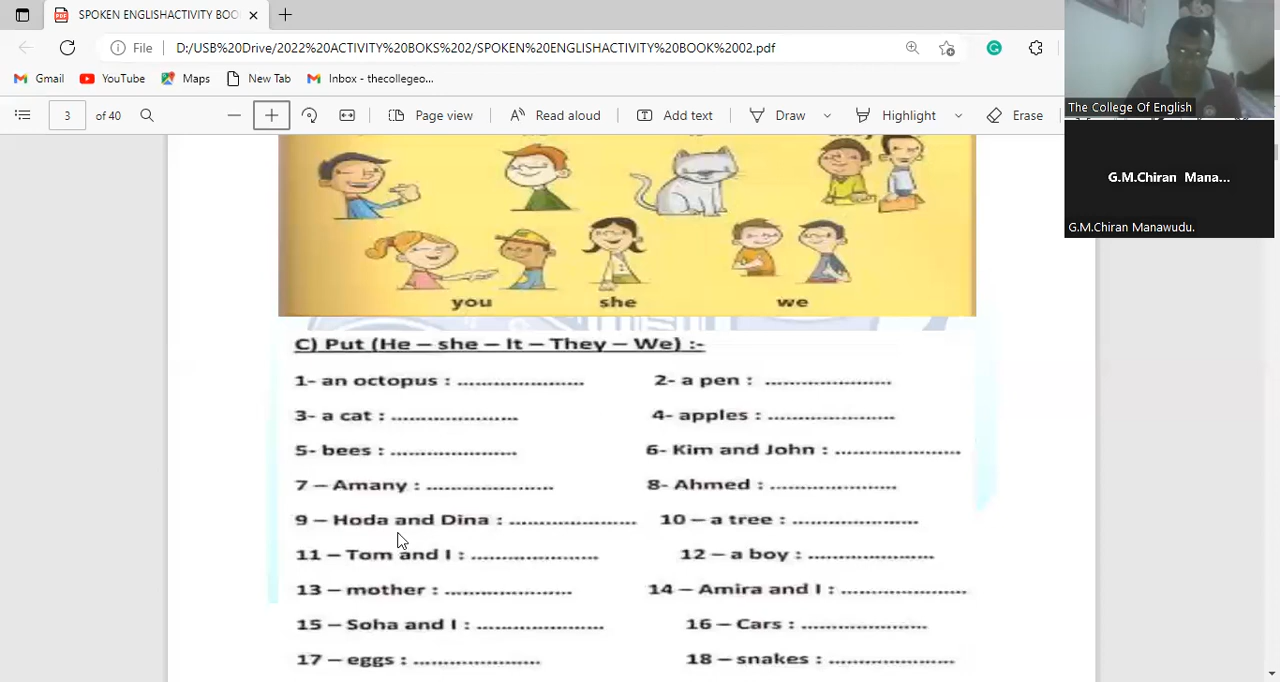 SPOKEN ENGLISHACTIVITY BOO
File D:/USB%20Drive/2022%20ACTIVITY%20BOKS%202/SPOKEN%20ENGLISHACTIVITY%20BOOK%2002.pdf
Gmail YouTube Maps New Tab Inbox - thecollegeo...
3 of 40 Page view Read aloud Add text Draw Highlight Erase
The College Of English
G.M.Chiran Mana...
G.M.Chiran Manawudu.
you she we
C) Put (He – she – It – They – We) :-
1- an octopus : ........................ 2- a pen : ........................
3- a cat : ........................ 4- apples : ........................
5- bees : ........................ 6- Kim and John : ........................
7 – Amany : ........................ 8- Ahmed : ........................
9 – Hoda and Dina : ........................ 10 – a tree : ........................
11 – Tom and I : ........................ 12 – a boy : ........................
13 – mother : ........................ 14 – Amira and I : ........................
15 – Soha and I : ........................ 16 – Cars : ........................
17 – eggs : ........................ 18 – snakes : ........................